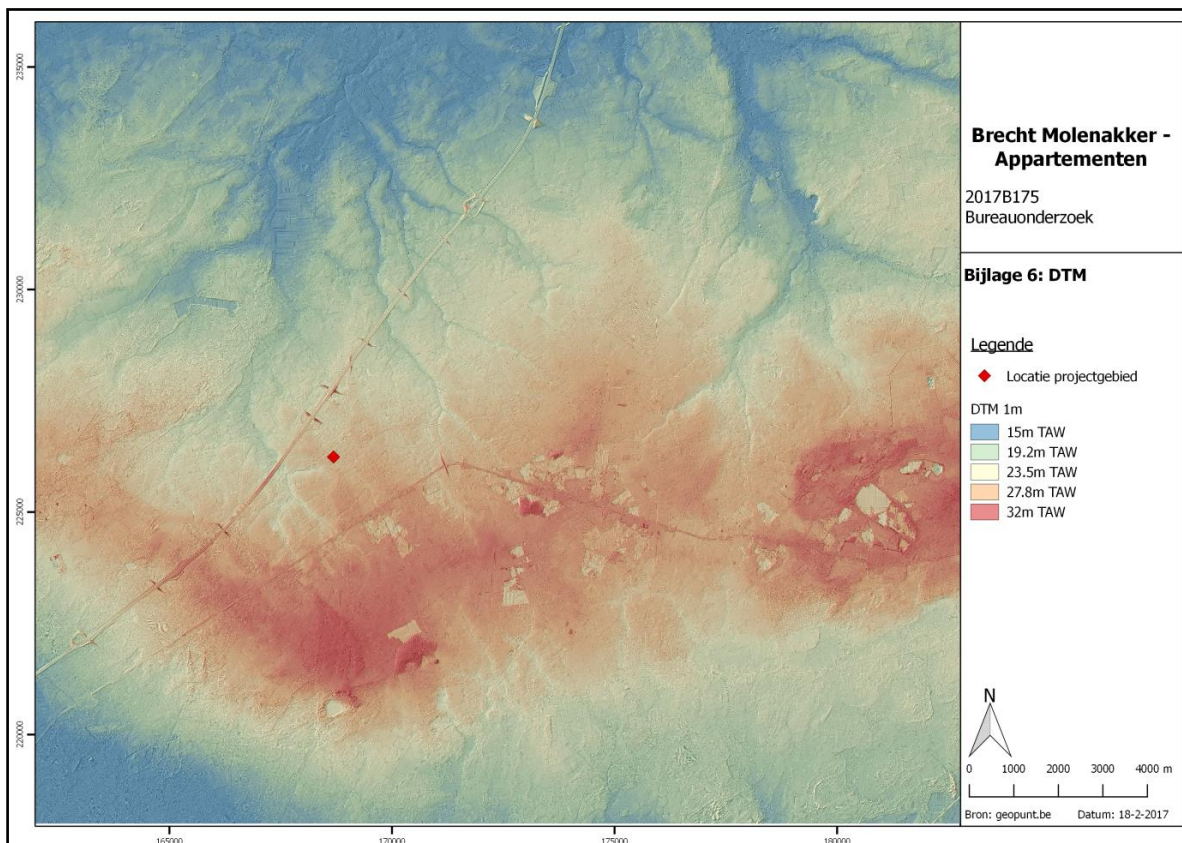 Brecht Molenakker -
Appartementen
2017B175
Bureauonderzoek
Bijlage 6: DTM
Legende
Locatie projectgebied
DTM 1m
15m TAW
19.2m TAW
23.5m TAW
27.8m TAW
32m TAW
N
0 1000 2000 3000 4000 m
Bron: geopunt.be Datum: 18-2-2017
235000
230000
225000
220000
165000 170000 175000 180000